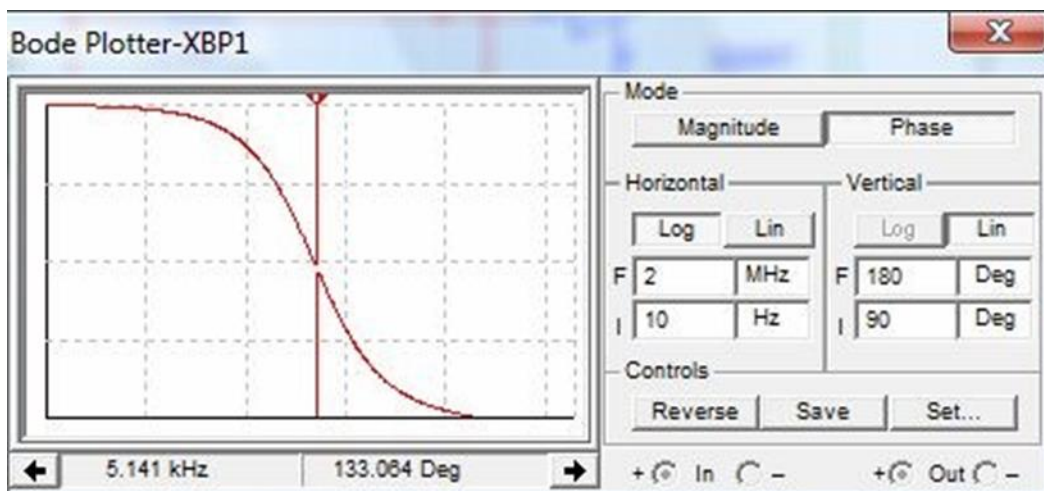 Bode Plotter-XBP1
Mode
Magnitude Phase
Horizontal Vertical
Log Lin Log Lin
F 2 MHz F 180 Deg
I 10 Hz I 90 Deg
Controls
Reverse Save Set...
5.141 kHz 133.064 Deg + In - + Out -